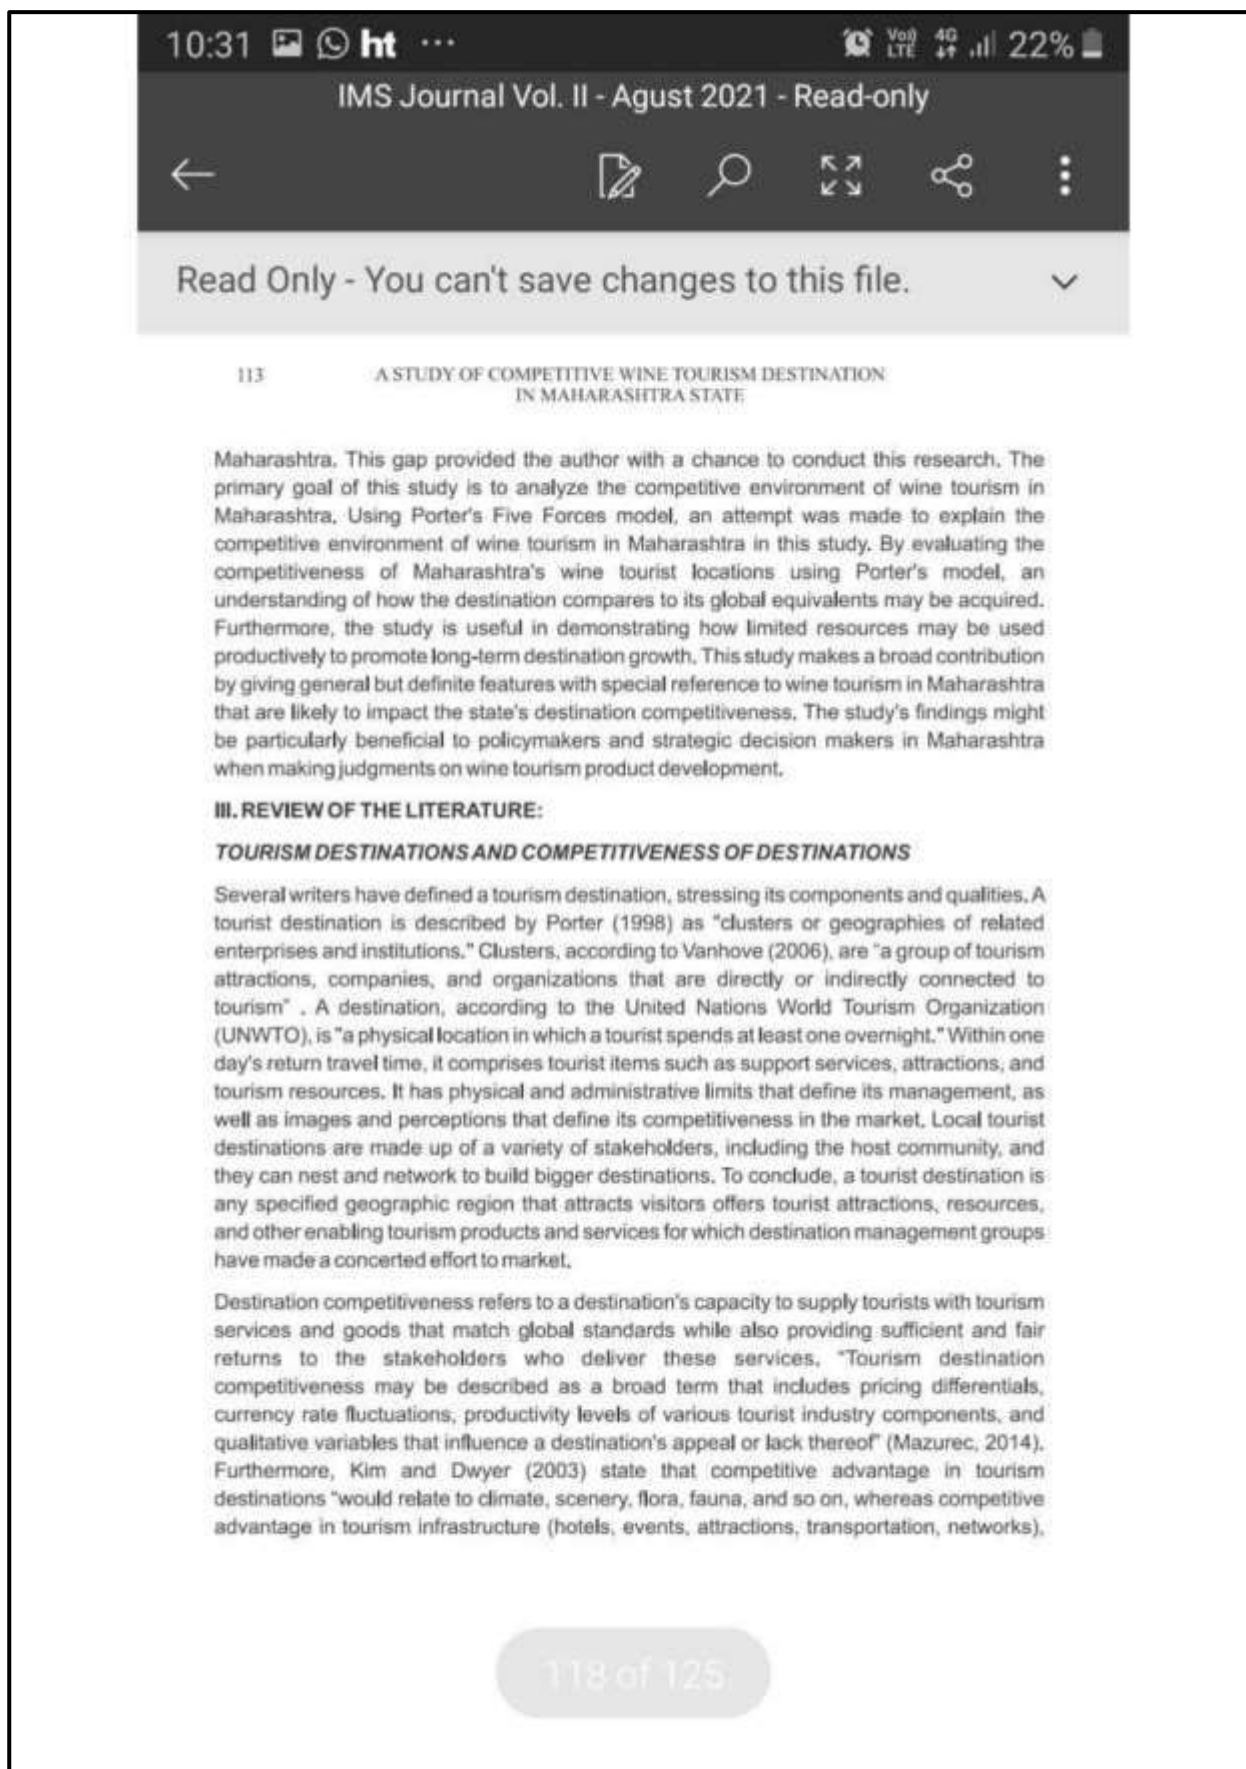 10:31 ht ...
Vo)) LTE 4G 22%
IMS Journal Vol. II - Agust 2021 - Read-only
Read Only - You can't save changes to this file.
113 A STUDY OF COMPETITIVE WINE TOURISM DESTINATION
IN MAHARASHTRA STATE
Maharashtra. This gap provided the author with a chance to conduct this research. The
primary goal of this study is to analyze the competitive environment of wine tourism in
Maharashtra. Using Porter's Five Forces model, an attempt was made to explain the
competitive environment of wine tourism in Maharashtra in this study. By evaluating the
competitiveness of Maharashtra's wine tourist locations using Porter's model, an
understanding of how the destination compares to its global equivalents may be acquired.
Furthermore, the study is useful in demonstrating how limited resources may be used
productively to promote long-term destination growth. This study makes a broad contribution
by giving general but definite features with special reference to wine tourism in Maharashtra
that are likely to impact the state's destination competitiveness. The study's findings might
be particularly beneficial to policymakers and strategic decision makers in Maharashtra
when making judgments on wine tourism product development.
III. REVIEW OF THE LITERATURE:
TOURISM DESTINATIONS AND COMPETITIVENESS OF DESTINATIONS
Several writers have defined a tourism destination, stressing its components and qualities. A
tourist destination is described by Porter (1998) as "clusters or geographies of related
enterprises and institutions." Clusters, according to Vanhove (2006), are "a group of tourism
attractions, companies, and organizations that are directly or indirectly connected to
tourism" . A destination, according to the United Nations World Tourism Organization
(UNWTO), is "a physical location in which a tourist spends at least one overnight." Within one
day's return travel time, it comprises tourist items such as support services, attractions, and
tourism resources. It has physical and administrative limits that define its management, as
well as images and perceptions that define its competitiveness in the market. Local tourist
destinations are made up of a variety of stakeholders, including the host community, and
they can nest and network to build bigger destinations. To conclude, a tourist destination is
any specified geographic region that attracts visitors offers tourist attractions, resources,
and other enabling tourism products and services for which destination management groups
have made a concerted effort to market.
Destination competitiveness refers to a destination's capacity to supply tourists with tourism
services and goods that match global standards while also providing sufficient and fair
returns to the stakeholders who deliver these services. "Tourism destination
competitiveness may be described as a broad term that includes pricing differentials,
currency rate fluctuations, productivity levels of various tourist industry components, and
qualitative variables that influence a destination's appeal or lack thereof" (Mazurec, 2014).
Furthermore, Kim and Dwyer (2003) state that competitive advantage in tourism
destinations "would relate to climate, scenery, flora, fauna, and so on, whereas competitive
advantage in tourism infrastructure (hotels, events, attractions, transportation, networks),
118 of 125